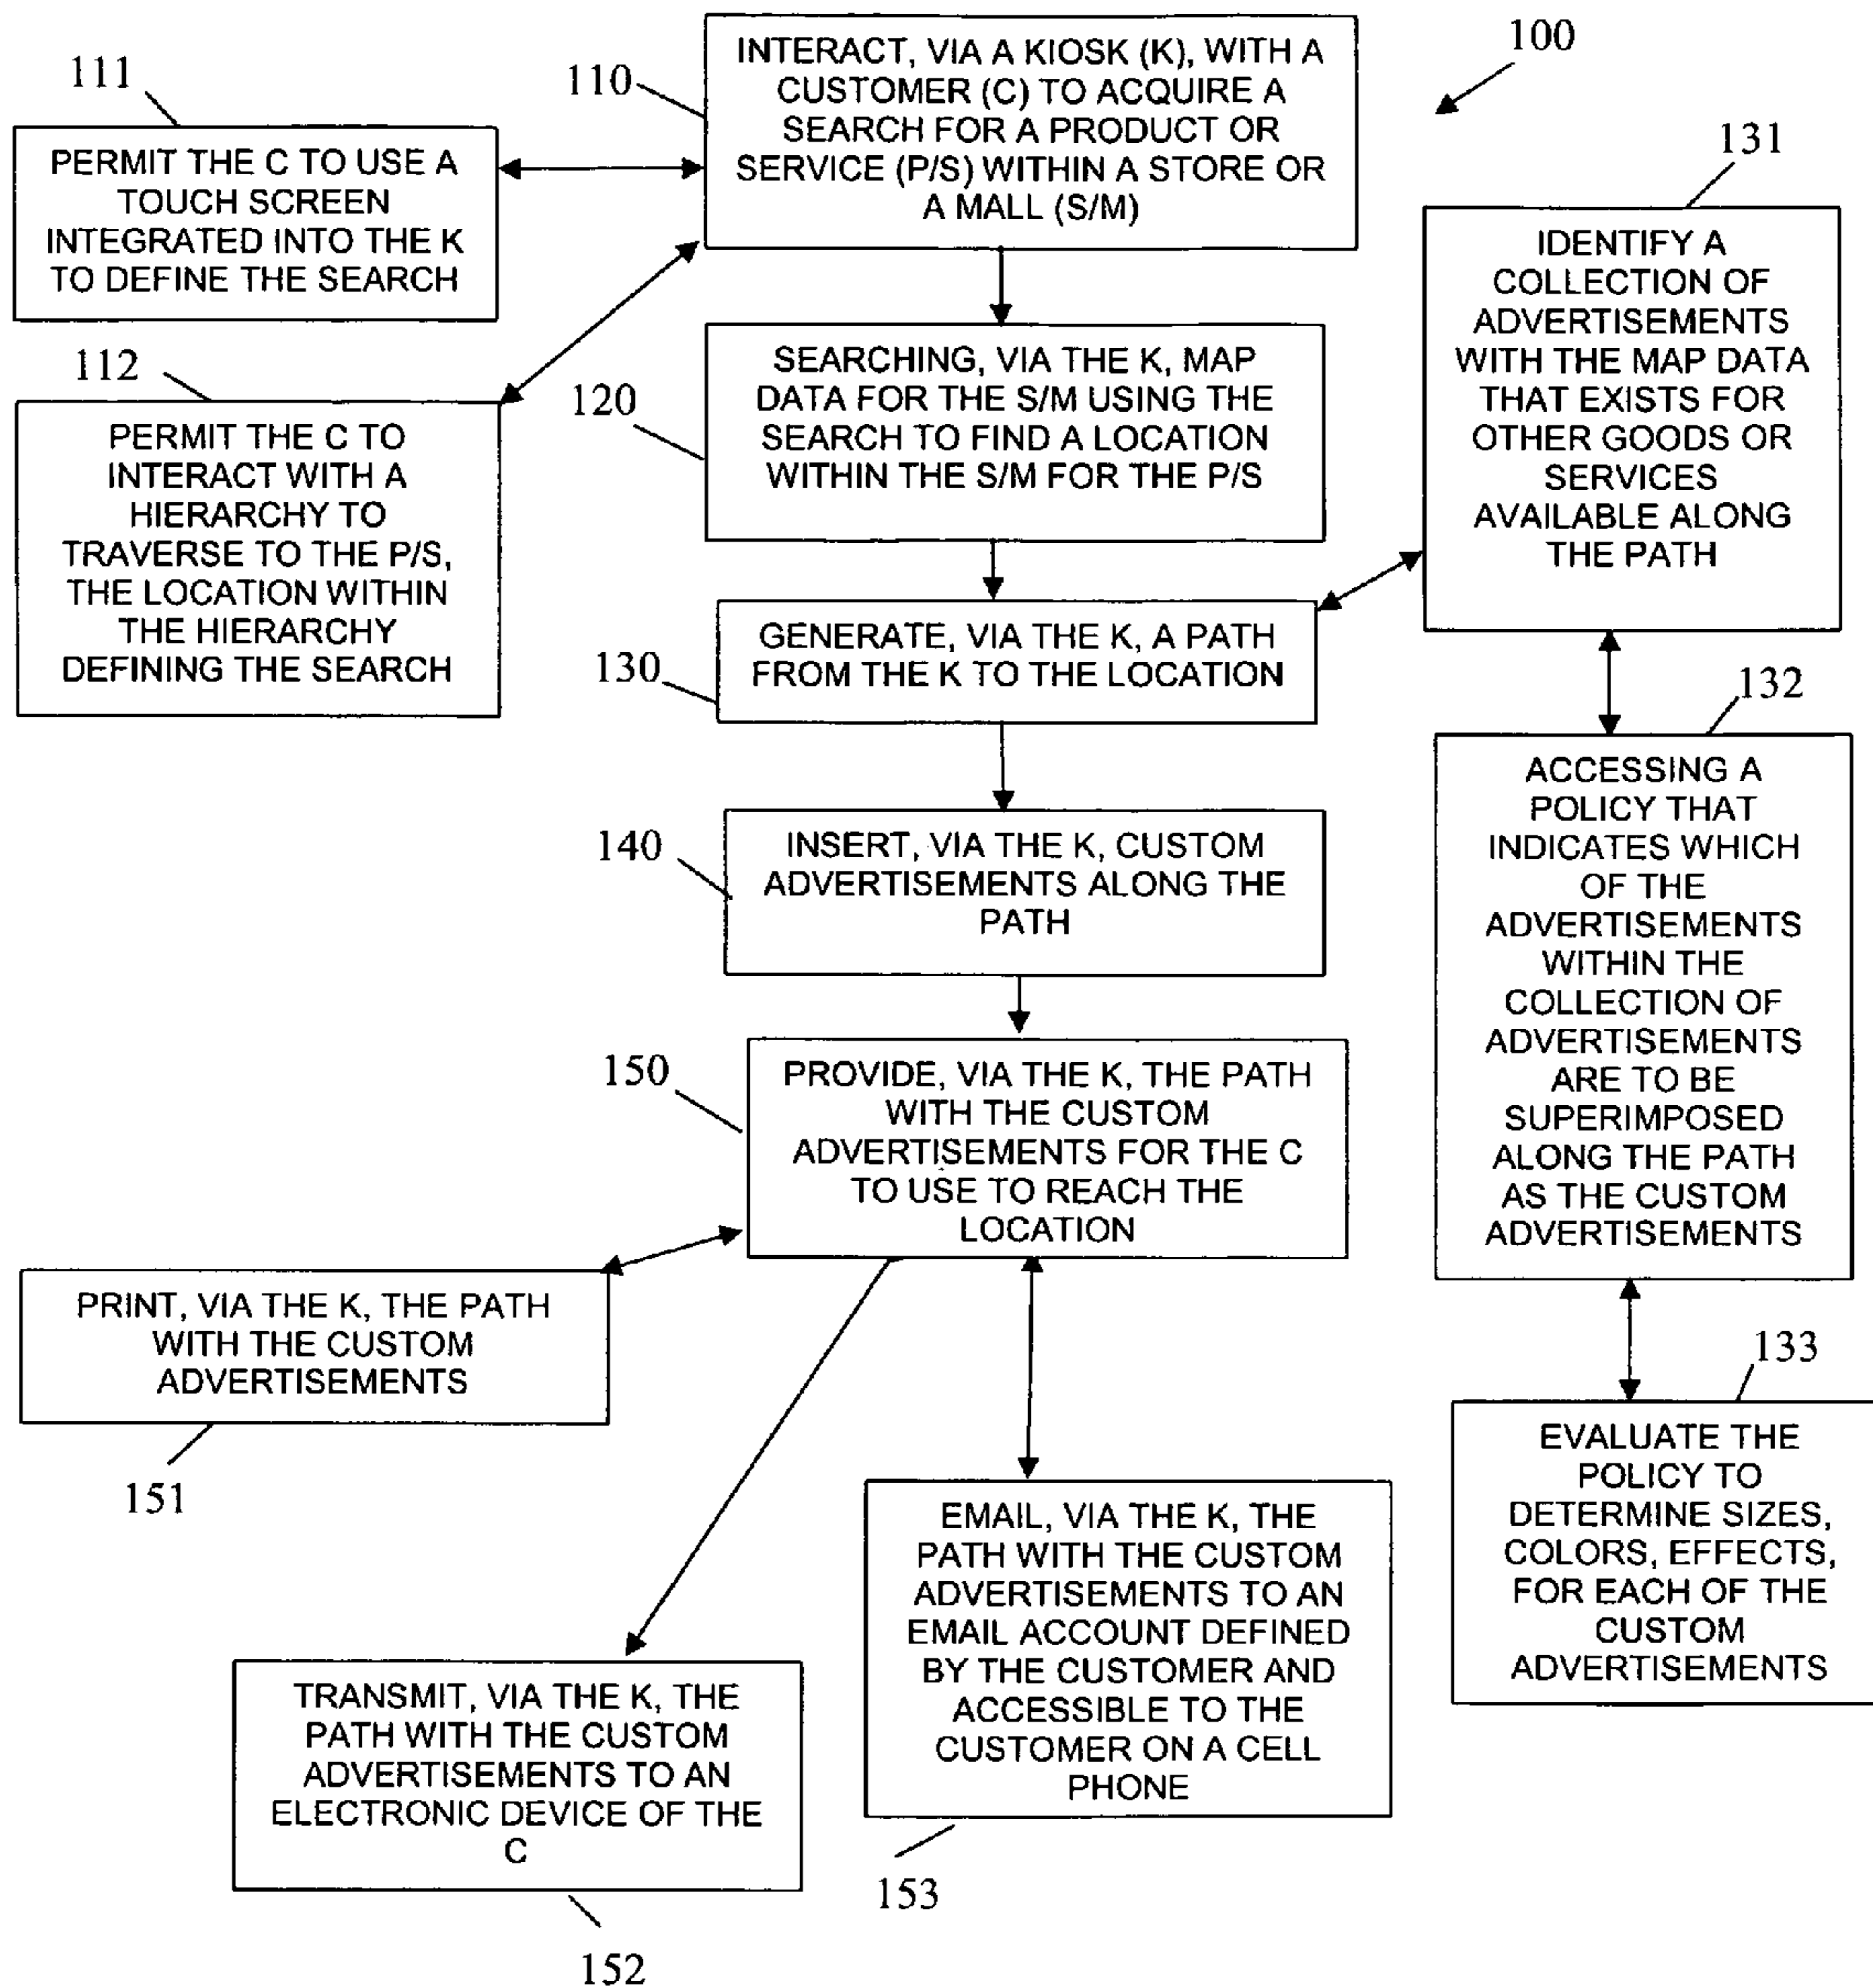 100
110
INTERACT, VIA A KIOSK (K), WITH A
CUSTOMER (C) TO ACQUIRE A
SEARCH FOR A PRODUCT OR
SERVICE (P/S) WITHIN A STORE OR
A MALL (S/M)
111
PERMIT THE C TO USE A
TOUCH SCREEN
INTEGRATED INTO THE K
TO DEFINE THE SEARCH
112
PERMIT THE C TO
INTERACT WITH A
HIERARCHY TO
TRAVERSE TO THE P/S,
THE LOCATION WITHIN
THE HIERARCHY
DEFINING THE SEARCH
120
SEARCHING, VIA THE K, MAP
DATA FOR THE S/M USING THE
SEARCH TO FIND A LOCATION
WITHIN THE S/M FOR THE P/S
130
GENERATE, VIA THE K, A PATH
FROM THE K TO THE LOCATION
131
IDENTIFY A
COLLECTION OF
ADVERTISEMENTS
WITH THE MAP DATA
THAT EXISTS FOR
OTHER GOODS OR
SERVICES
AVAILABLE ALONG
THE PATH
132
ACCESSING A
POLICY THAT
INDICATES WHICH
OF THE
ADVERTISEMENTS
WITHIN THE
COLLECTION OF
ADVERTISEMENTS
ARE TO BE
SUPERIMPOSED
ALONG THE PATH
AS THE CUSTOM
ADVERTISEMENTS
133
EVALUATE THE
POLICY TO
DETERMINE SIZES,
COLORS, EFFECTS,
FOR EACH OF THE
CUSTOM
ADVERTISEMENTS
140
INSERT, VIA THE K, CUSTOM
ADVERTISEMENTS ALONG THE
PATH
150
PROVIDE, VIA THE K, THE PATH
WITH THE CUSTOM
ADVERTISEMENTS FOR THE C
TO USE TO REACH THE
LOCATION
PRINT, VIA THE K, THE PATH
WITH THE CUSTOM
ADVERTISEMENTS
151
TRANSMIT, VIA THE K, THE
PATH WITH THE CUSTOM
ADVERTISEMENTS TO AN
ELECTRONIC DEVICE OF THE
C
152
EMAIL, VIA THE K, THE
PATH WITH THE CUSTOM
ADVERTISEMENTS TO AN
EMAIL ACCOUNT DEFINED
BY THE CUSTOMER AND
ACCESSIBLE TO THE
CUSTOMER ON A CELL
PHONE
153